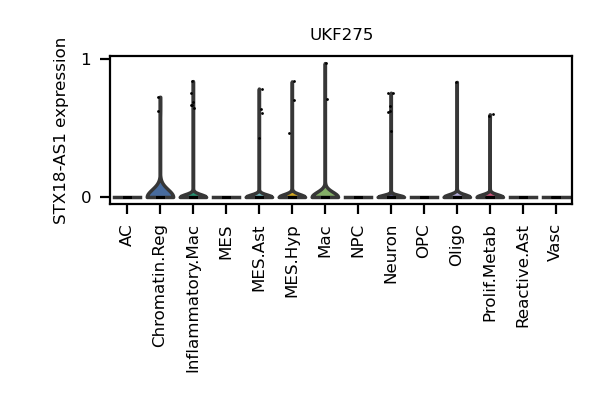 UKF275
STX18-AS1 expression
1
0
AC
Chromatin.Reg
Inflammatory.Mac
MES
MES.Ast
MES.Hyp
Mac
NPC
Neuron
OPC
Oligo
Prolif.Metab
Reactive.Ast
Vasc